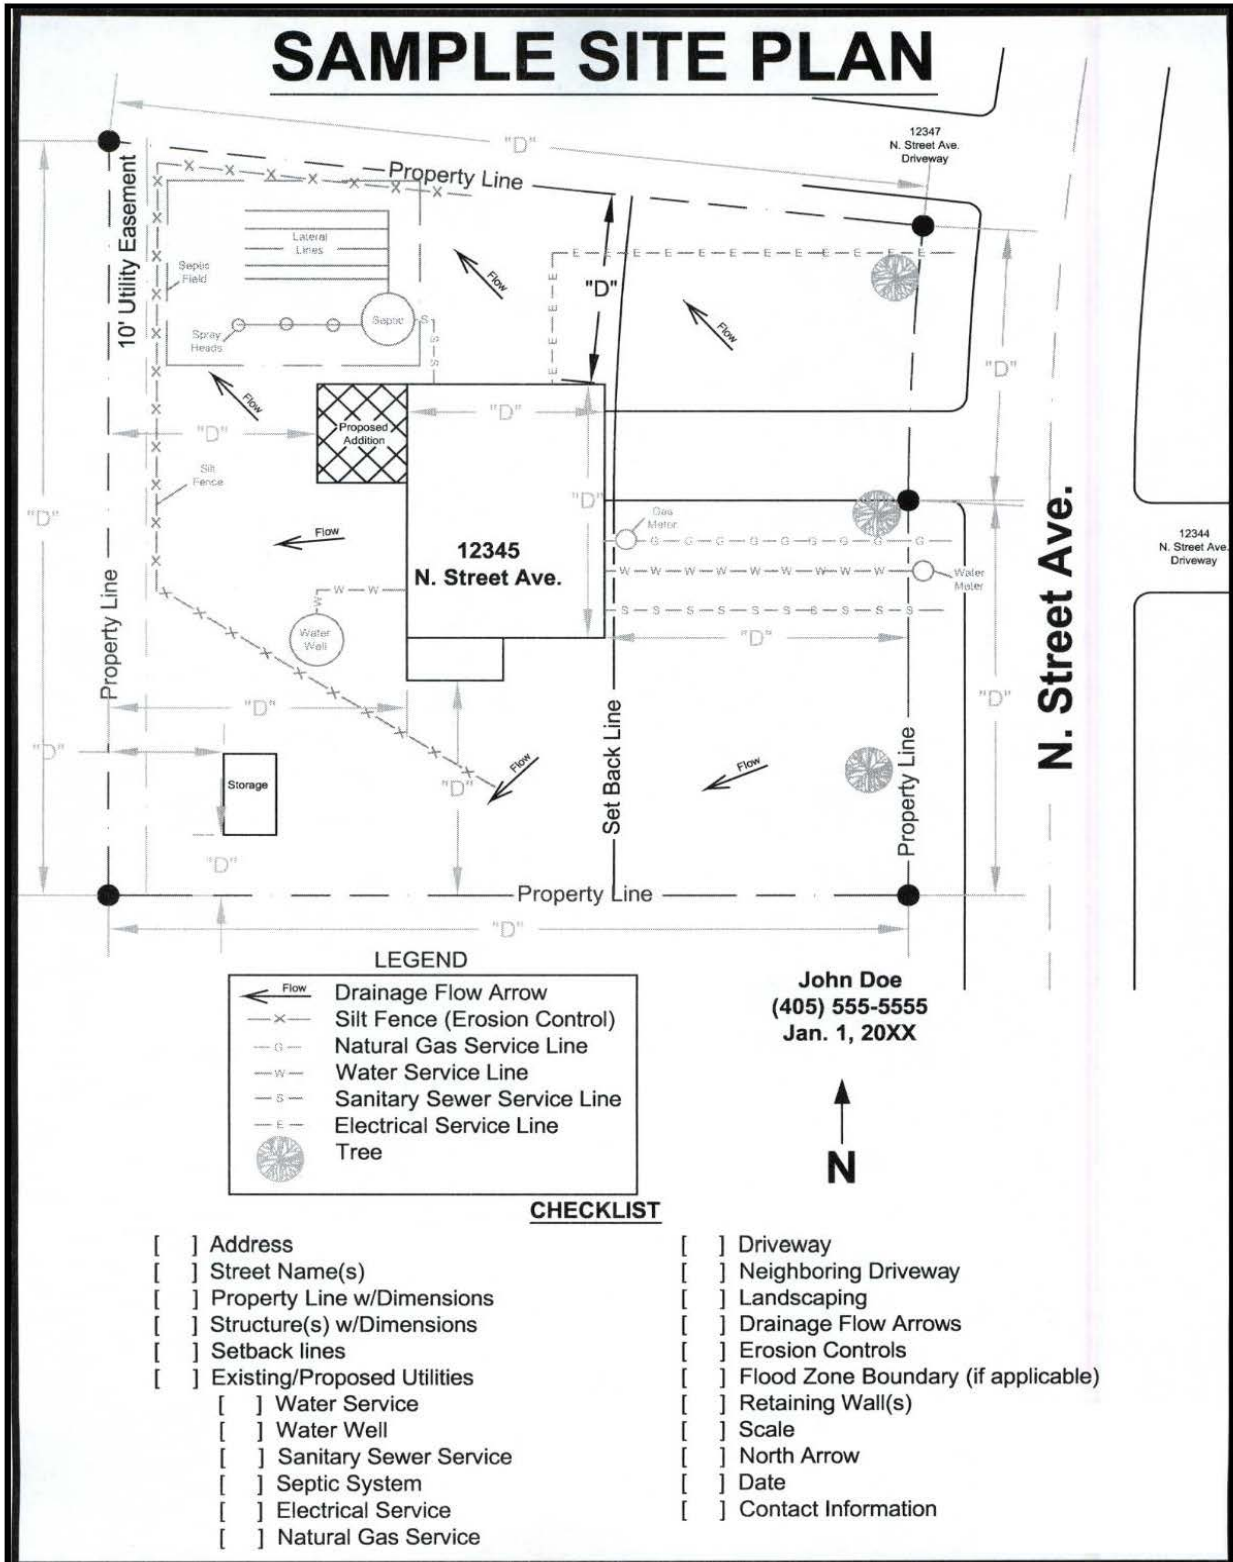 SAMPLE SITE PLAN
12347
N. Street Ave.
Driveway
"D"
Property Line
10' Utility Easement
Lateral
Lines
Septic
Field
Spray
Heads
Septic
S
S
S
Flow
E E E E E E E E E E E E
E
E
E
E
"D"
Flow
"D"
Flow
"D"
Proposed
Addition
"D"
Silt
Fence
"D"
"D"
Flow
12345
N. Street Ave.
Gas
Meter
G G G G G G G G G
W W W W W W W W
Water
Meter
S S S S S S S S S S
"D"
W W
W
Water
Well
12344
N. Street Ave.
Driveway
N. Street Ave.
Property Line
"D"
"D"
"D"
Storage
"D"
"D"
Flow
Set Back Line
Flow
Property Line
"D"
Property Line
"D"
LEGEND
Flow Drainage Flow Arrow
X Silt Fence (Erosion Control)
G Natural Gas Service Line
W Water Service Line
S Sanitary Sewer Service Line
E Electrical Service Line
Tree
John Doe
(405) 555-5555
Jan. 1, 20XX
N
CHECKLIST
[ ] Address
[ ] Street Name(s)
[ ] Property Line w/Dimensions
[ ] Structure(s) w/Dimensions
[ ] Setback lines
[ ] Existing/Proposed Utilities
[ ] Water Service
[ ] Water Well
[ ] Sanitary Sewer Service
[ ] Septic System
[ ] Electrical Service
[ ] Natural Gas Service
[ ] Driveway
[ ] Neighboring Driveway
[ ] Landscaping
[ ] Drainage Flow Arrows
[ ] Erosion Controls
[ ] Flood Zone Boundary (if applicable)
[ ] Retaining Wall(s)
[ ] Scale
[ ] North Arrow
[ ] Date
[ ] Contact Information